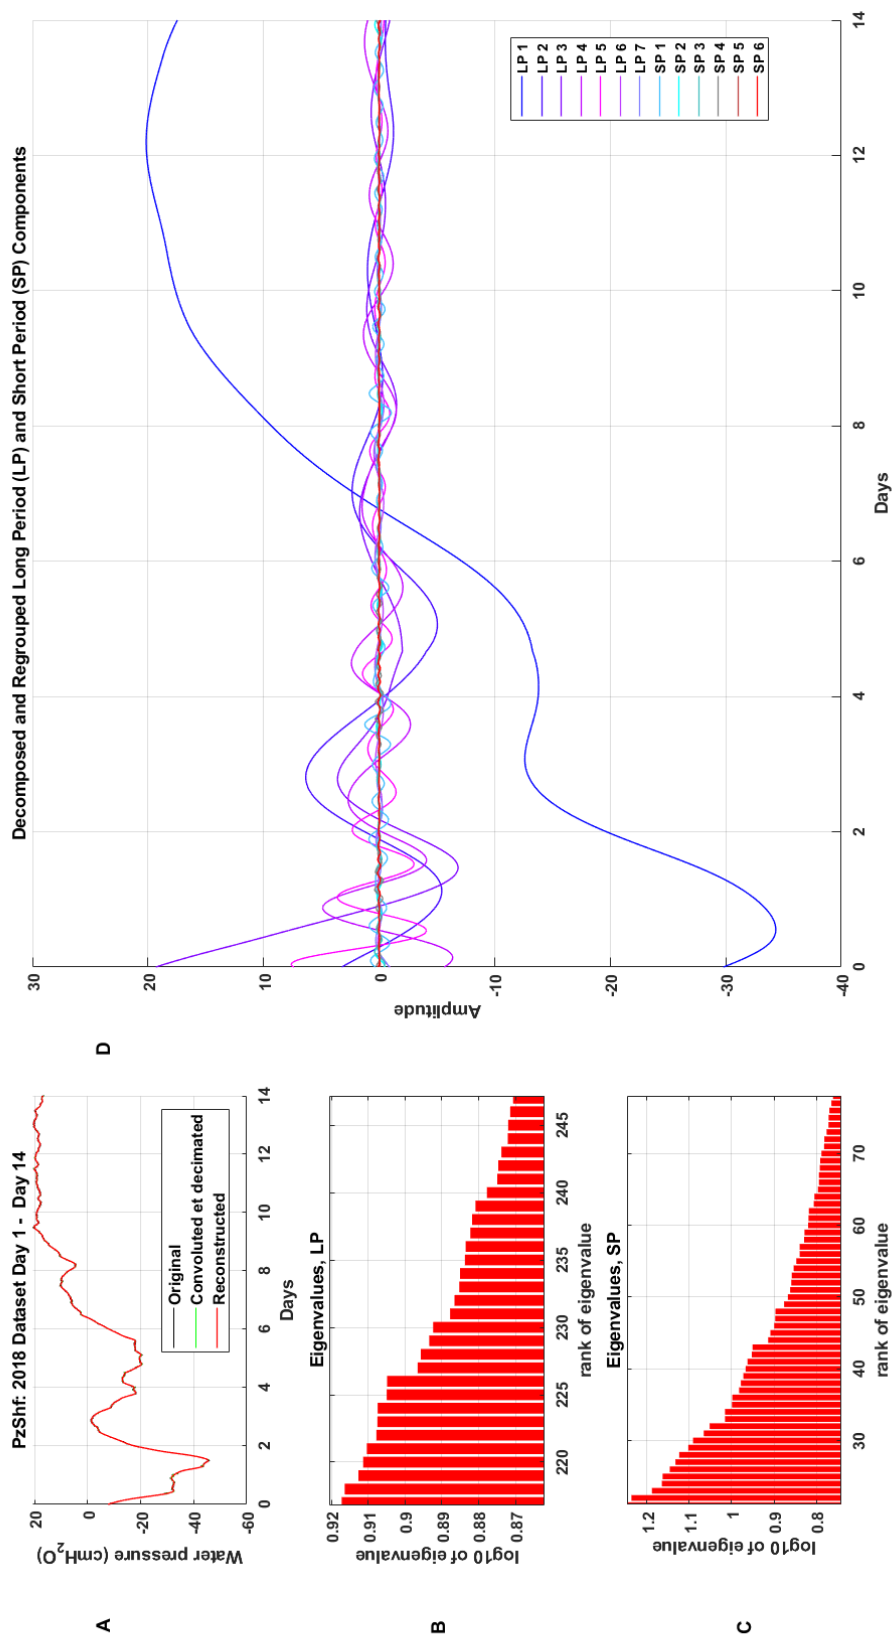 A
PzShf: 2018 Dataset Day 1 - Day 14
Water pressure (cmH2O)
20
0
-20
-40
-60
0
2
4
6
8
10
12
14
Days
Original
Convoluted et decimated
Reconstructed
B
Eigenvalues, LP
log10 of eigenvalue
0.92
0.91
0.9
0.89
0.88
0.87
220
225
230
235
240
245
rank of eigenvalue
C
Eigenvalues, SP
log10 of eigenvalue
1.2
1.1
1
0.9
0.8
30
40
50
60
70
rank of eigenvalue
D
Decomposed and Regrouped Long Period (LP) and Short Period (SP) Components
Amplitude
30
20
10
0
-10
-20
-30
-40
0
2
4
6
8
10
12
14
Days
LP 1
LP 2
LP 3
LP 4
LP 5
LP 6
LP 7
SP 1
SP 2
SP 3
SP 4
SP 5
SP 6